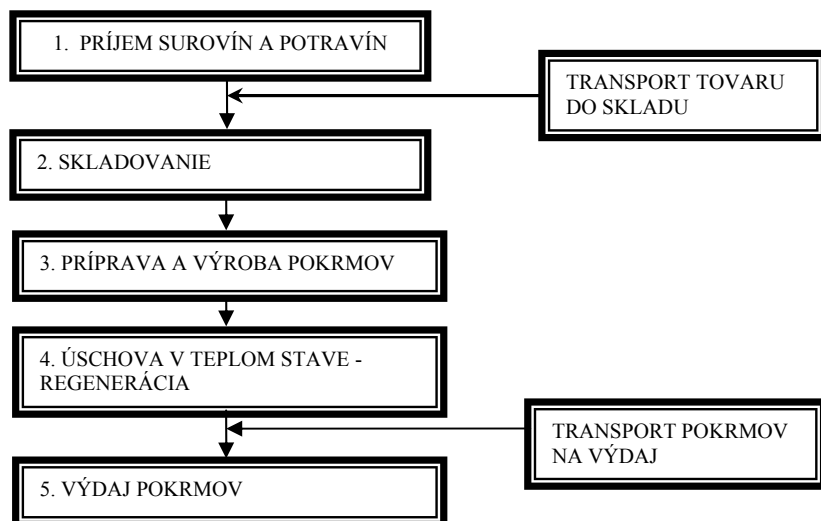 1. PRÍJEM SUROVÍN A POTRAVÍN
TRANSPORT TOVARU
DO SKLADU
2. SKLADOVANIE
3. PRÍPRAVA A VÝROBA POKRMOV
4. ÚSCHOVA V TEPLOM STAVE -
REGENERÁCIA
TRANSPORT POKRMOV
NA VÝDAJ
5. VÝDAJ POKRMOV